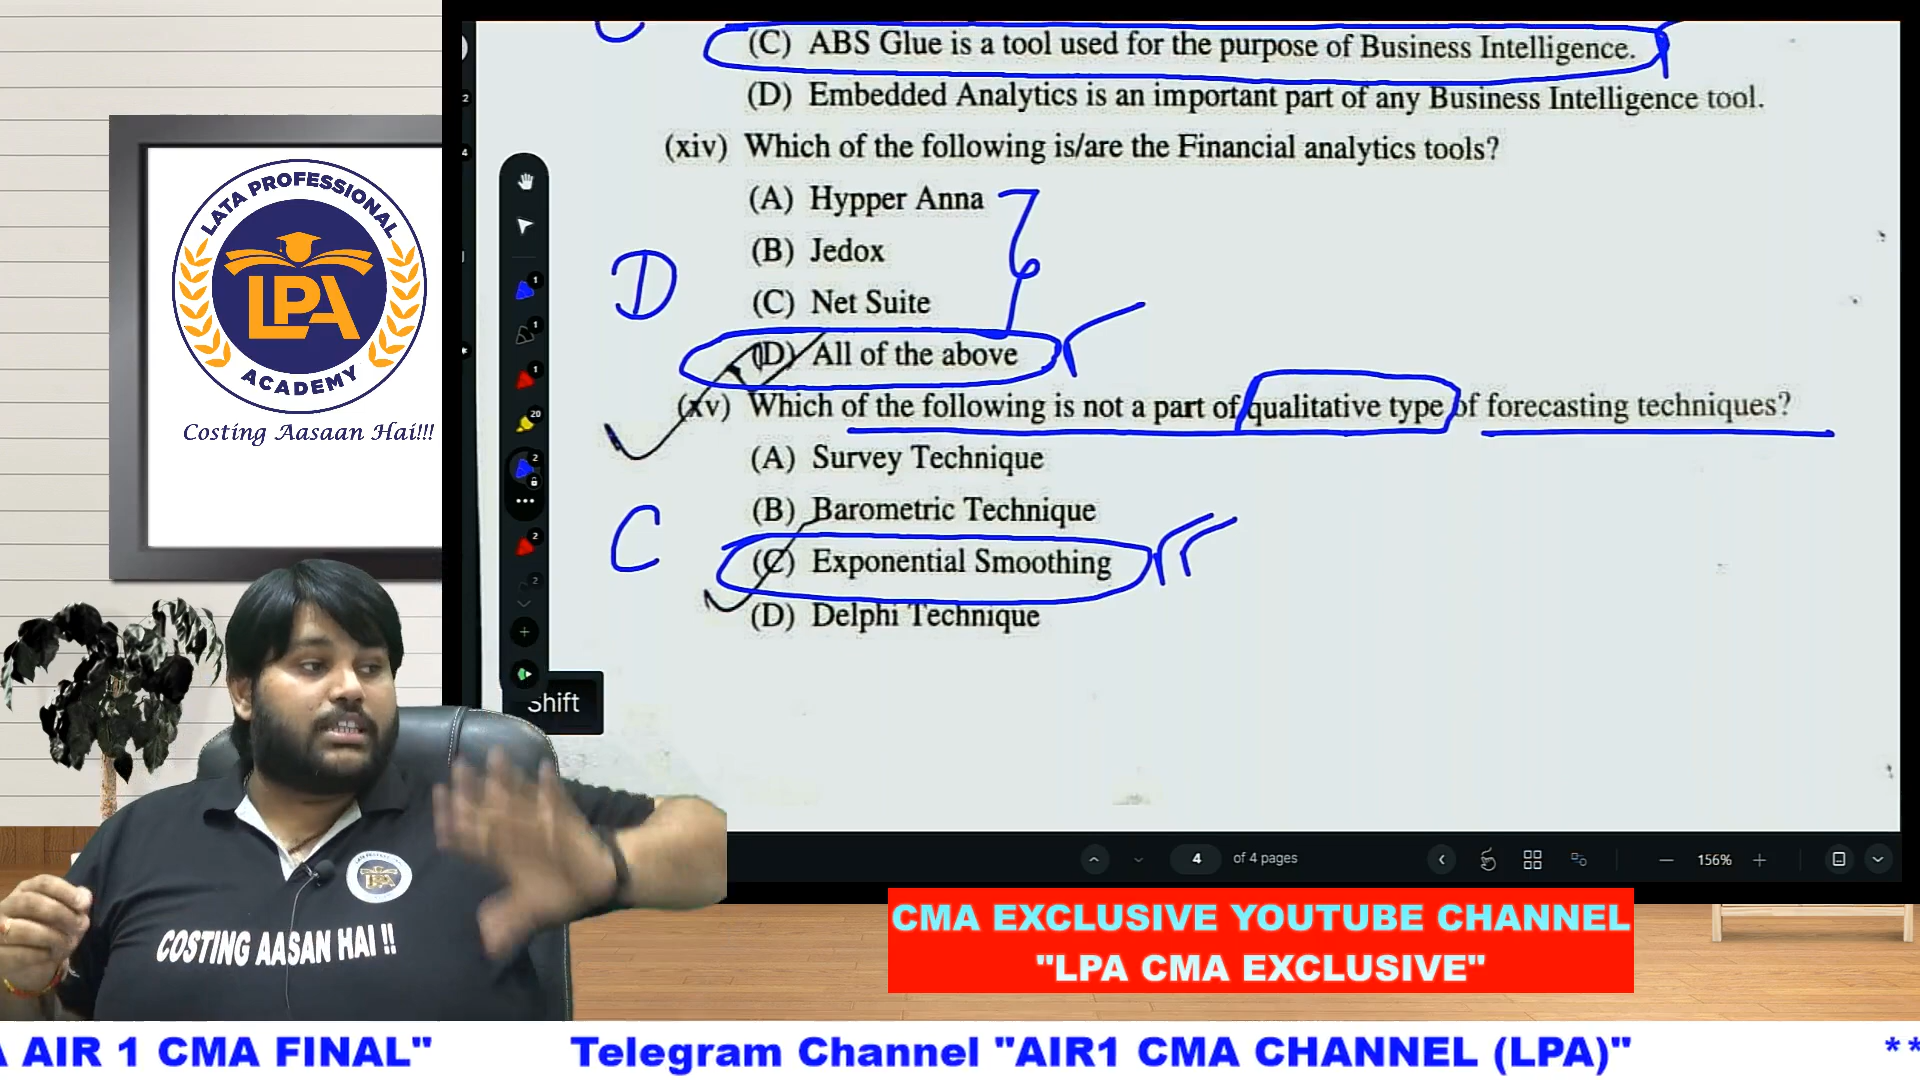 (C) ABS Glue is a tool used for the purpose of Business Intelligence.
(D) Embedded Analytics is an important part of any Business Intelligence tool.
(xiv) Which of the following is/are the Financial analytics tools?
(A) Hypper Anna
(B) Jedox
(C) Net Suite
D
(D) All of the above
(xv) Which of the following is not a part of qualitative type of forecasting techniques?
(A) Survey Technique
(B) Barometric Technique
C
(C) Exponential Smoothing
(D) Delphi Technique
Shift
4 of 4 pages
156%
LATA PROFESSIONAL
LPA
ACADEMY
Costing Aasaan Hai!!!
LPA
COSTING AASAN HAI !!
CMA EXCLUSIVE YOUTUBE CHANNEL
"LPA CMA EXCLUSIVE"
A AIR 1 CMA FINAL" Telegram Channel "AIR1 CMA CHANNEL (LPA)" **